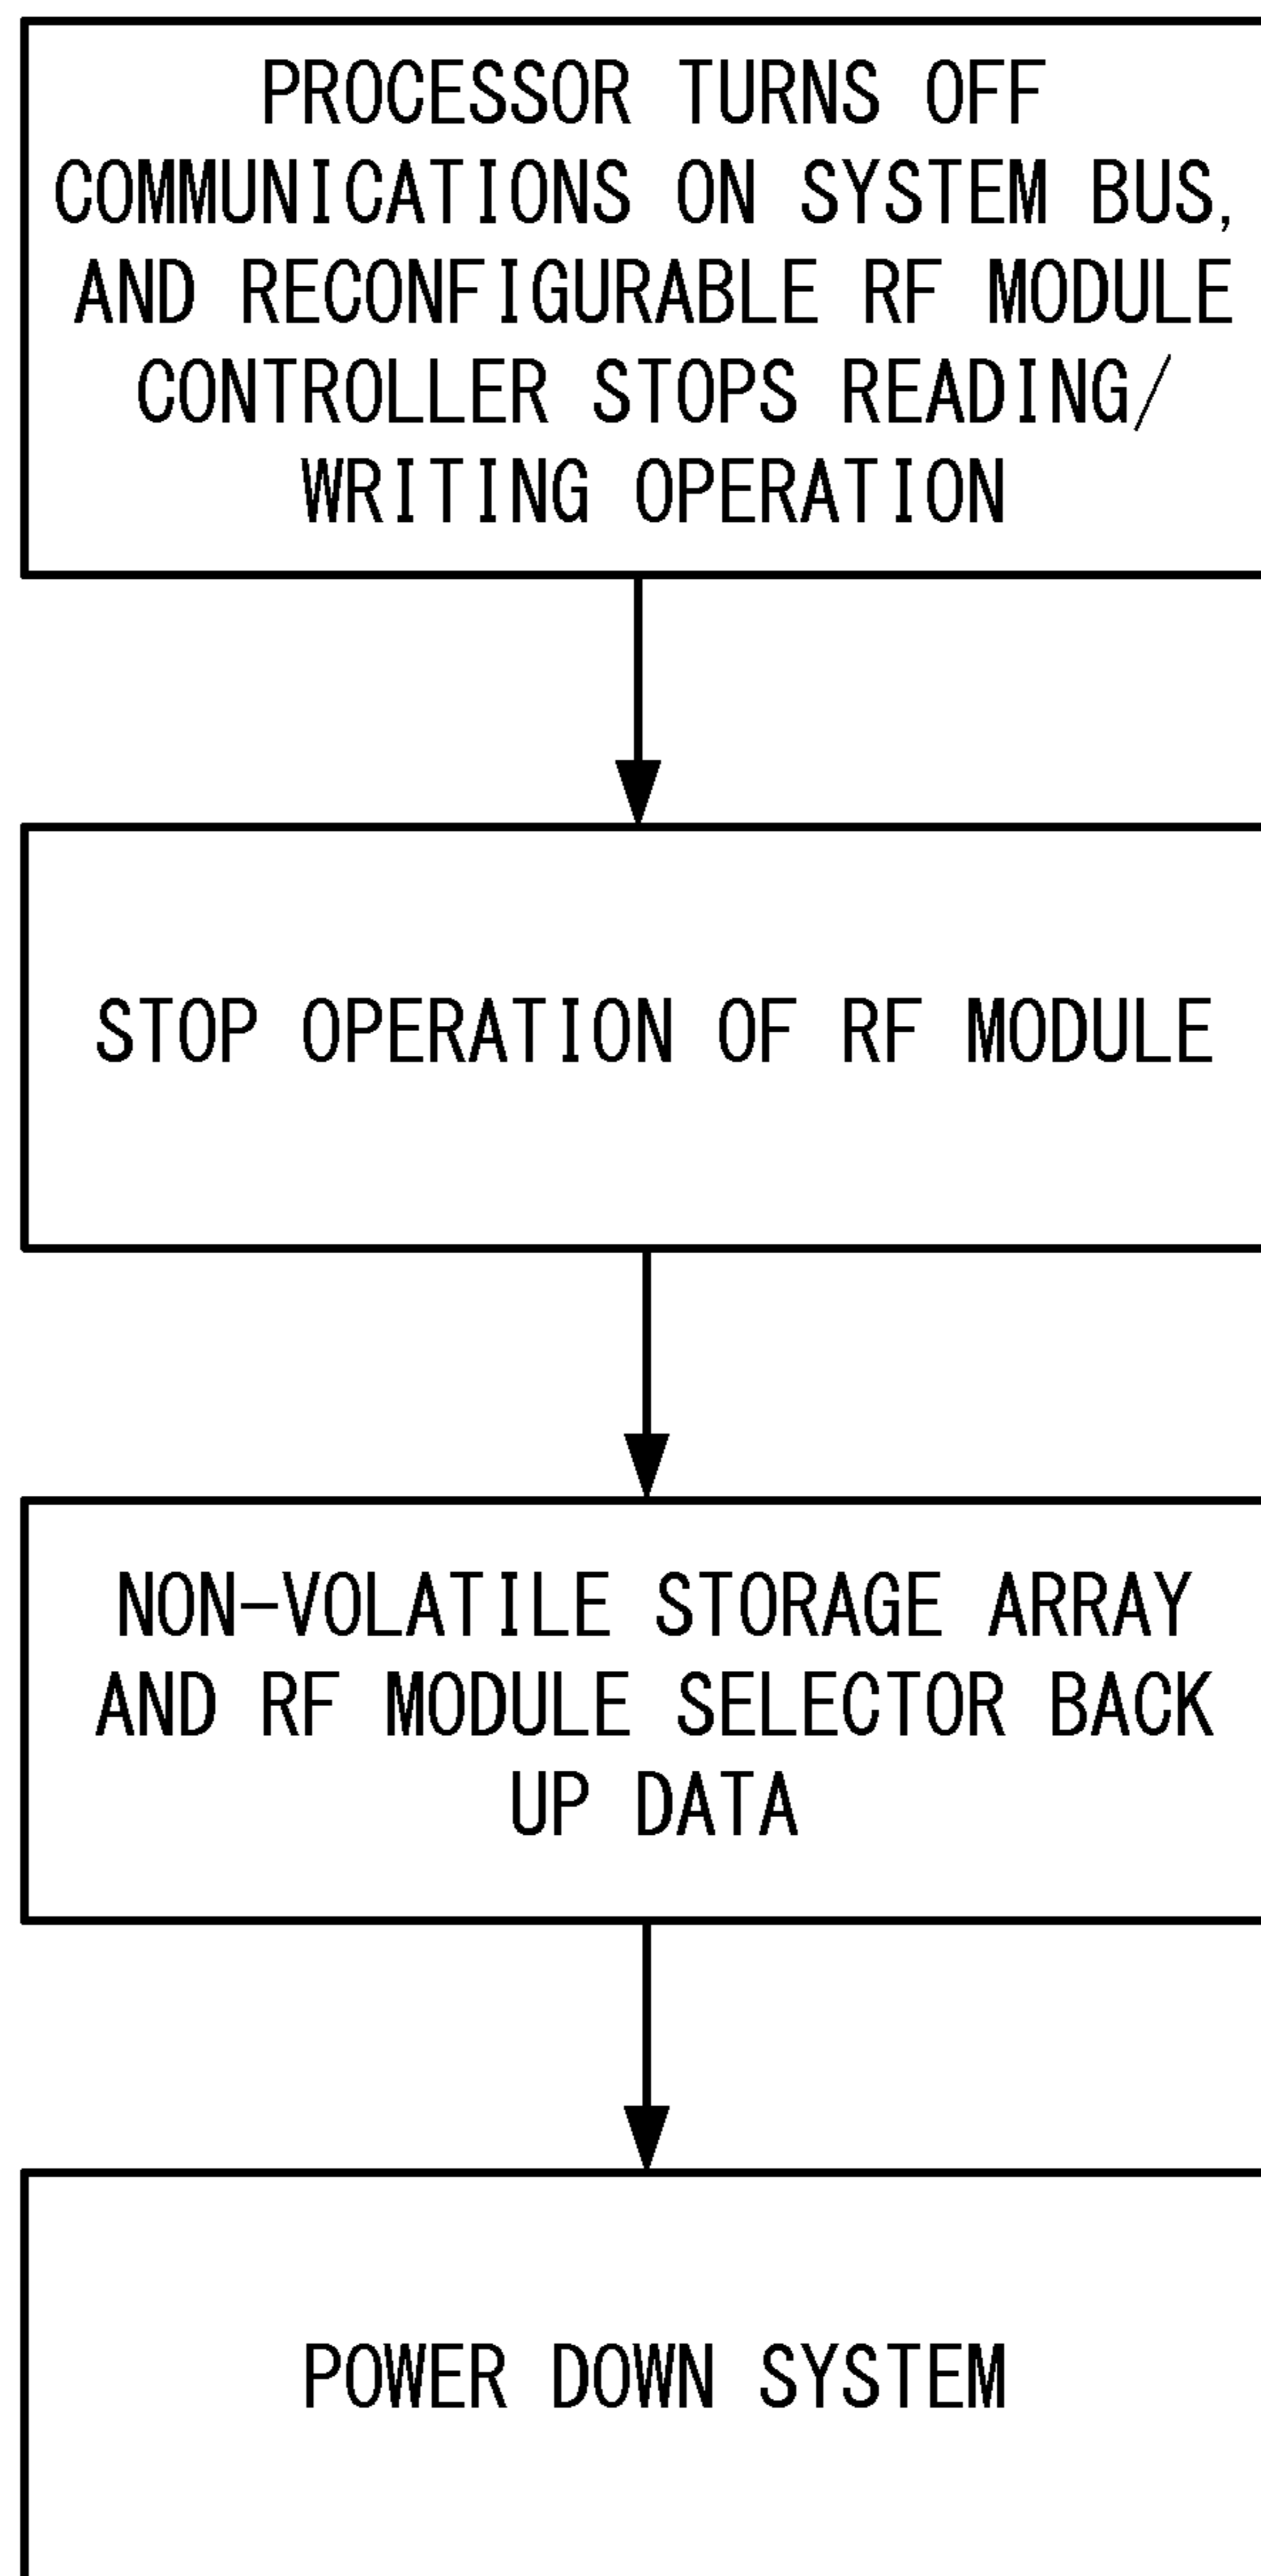 PROCESSOR TURNS OFF
COMMUNICATIONS ON SYSTEM BUS,
AND RECONFIGURABLE RF MODULE
CONTROLLER STOPS READING/
WRITING OPERATION
STOP OPERATION OF RF MODULE
NON-VOLATILE STORAGE ARRAY
AND RF MODULE SELECTOR BACK
UP DATA
POWER DOWN SYSTEM